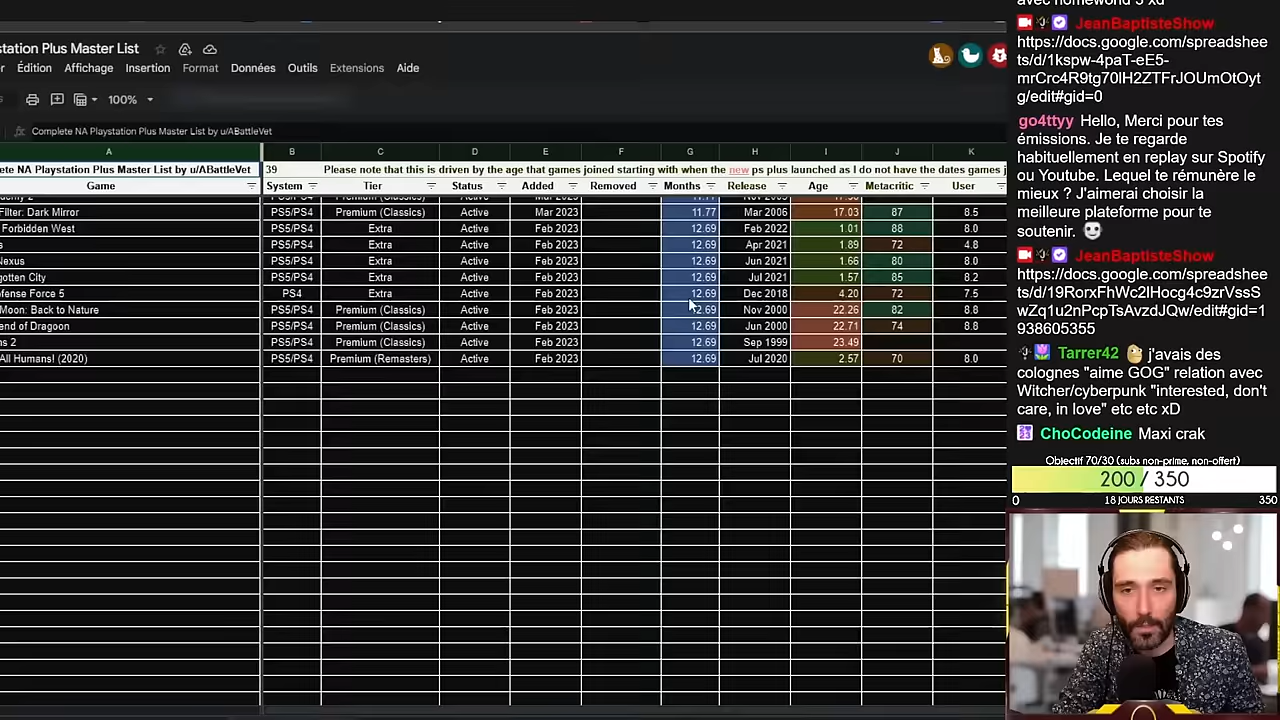 station Plus Master List
r Édition Affichage Insertion Format Données Outils Extensions Aide
100%
fx Complete NA Playstation Plus Master List by u/ABattleVet
A B C D E F G H I J K
ete NA Playstation Plus Master List by u/ABattleVet 39 Please note that this is driven by the age that games joined starting with when the new ps plus launched as I do not have the dates games j
Game System Tier Status Added Removed Months Release Age Metacritic User
Filter: Dark Mirror PS5/PS4 Premium (Classics) Active Mar 2023 11.77 Mar 2006 17.03 87 8.5
Forbidden West PS5/PS4 Extra Active Feb 2023 12.69 Feb 2022 1.01 88 8.0
s PS5/PS4 Extra Active Feb 2023 12.69 Apr 2021 1.89 72 4.8
Nexus PS5/PS4 Extra Active Feb 2023 12.69 Jun 2021 1.66 80 8.0
gotten City PS5/PS4 Extra Active Feb 2023 12.69 Jul 2021 1.57 85 8.2
efense Force 5 PS4 Extra Active Feb 2023 12.69 Dec 2018 4.20 72 7.5
Moon: Back to Nature PS5/PS4 Premium (Classics) Active Feb 2023 12.69 Nov 2000 22.26 82 8.8
end of Dragoon PS5/PS4 Premium (Classics) Active Feb 2023 12.69 Jun 2000 22.71 74 8.8
ns 2 PS5/PS4 Premium (Classics) Active Feb 2023 12.69 Sep 1999 23.49
All Humans! (2020) PS5/PS4 Premium (Remasters) Active Feb 2023 12.69 Jul 2020 2.57 70 8.0
JeanBaptisteShow
https://docs.google.com/spreadshee
ts/d/1kspw-4paT-eE5-
mrCrc4R9tg70lH2ZTFrJOUmOtOyt
g/edit#gid=0
go4ttyy Hello, Merci pour tes
émissions. Je te regarde
habituellement en replay sur Spotify
ou Youtube. Lequel te rémunère le
mieux ? J'aimerai choisir la
meilleure plateforme pour te
soutenir.
JeanBaptisteShow
https://docs.google.com/spreadshee
ts/d/19RorxFhWc2lHocg4c9zrVssS
wZq1u2nPcpTsAvzdJQw/edit#gid=1
938605355
Tarrer42 j'avais des
colognes "aime GOG" relation avec
Witcher/cyberpunk "interested, don't
care, in love" etc etc xD
ChoCodeine Maxi crak
Objectif 70/30 (subs non-prime, non-offert)
200 / 350
0 18 JOURS RESTANTS 350